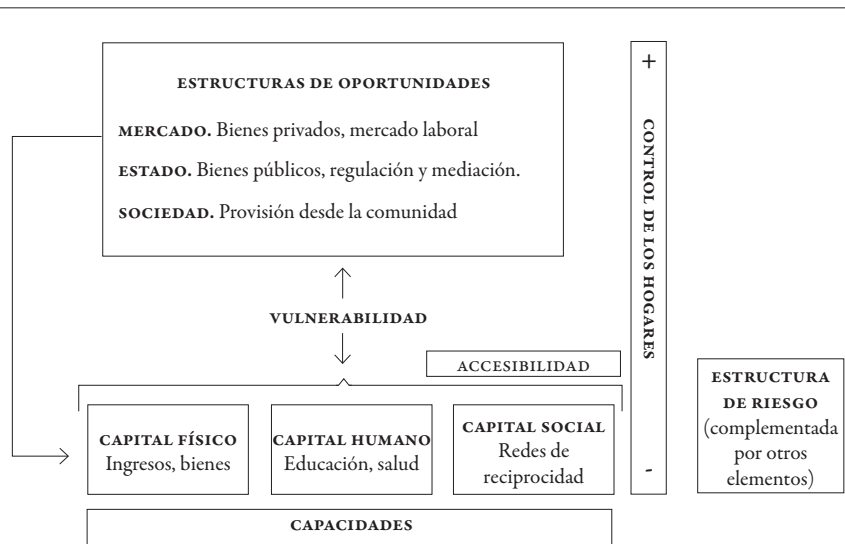 ESTRUCTURAS DE OPORTUNIDADES
MERCADO. Bienes privados, mercado laboral
ESTADO. Bienes públicos, regulación y mediación.
SOCIEDAD. Provisión desde la comunidad
VULNERABILIDAD
ACCESIBILIDAD
CAPITAL FÍSICO
Ingresos, bienes
CAPITAL HUMANO
Educación, salud
CAPITAL SOCIAL
Redes de
reciprocidad
CAPACIDADES
+
CONTROL DE LOS HOGARES
-
ESTRUCTURA
DE RIESGO
(complementada
por otros
elementos)